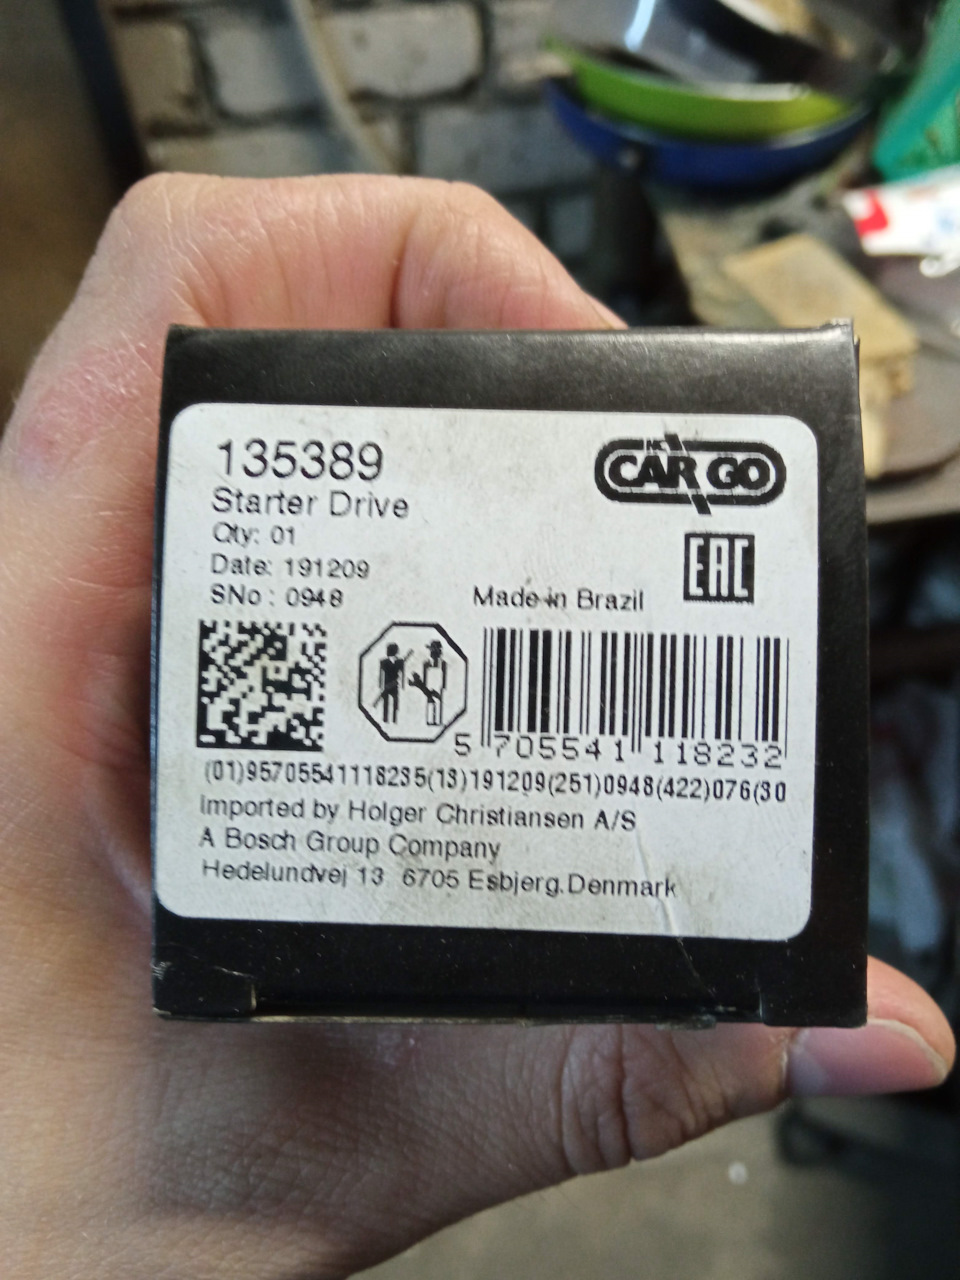 135389
HC
CARGO
Starter Drive
Qty: 01
Date: 191209
EAC
SNo : 0948
Made in Brazil
5 705541 118232
(01)95705541118235(13)191209(251)0948(422)076(30
Imported by Holger Christiansen A/S
A Bosch Group Company
Hedelundvej 13 6705 Esbjerg.Denmark